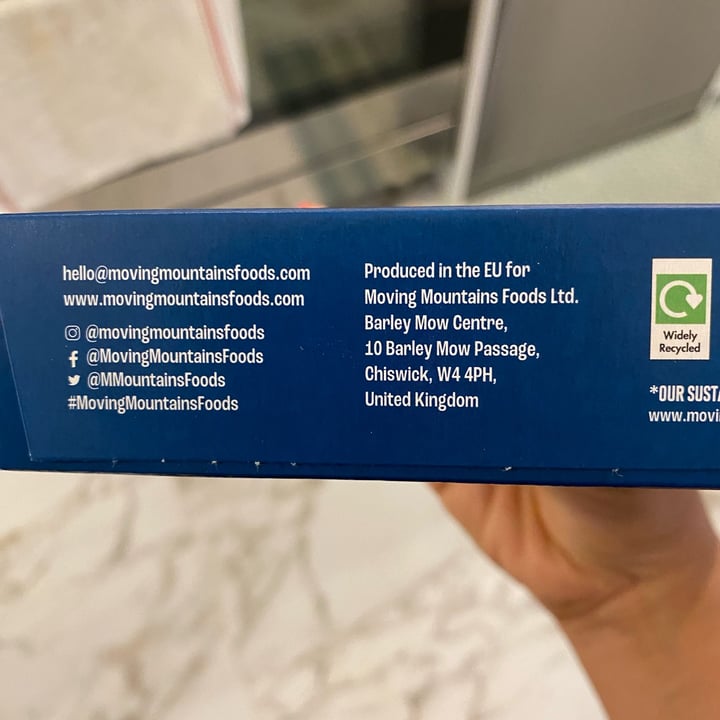 hello@movingmountainsfoods.com
www.movingmountainsfoods.com
@movingmountainsfoods
@MovingMountainsFoods
@MMountainsFoods
#MovingMountainsFoods
Produced in the EU for
Moving Mountains Foods Ltd.
Barley Mow Centre,
10 Barley Mow Passage,
Chiswick, W4 4PH,
United Kingdom
Widely
Recycled
*OUR